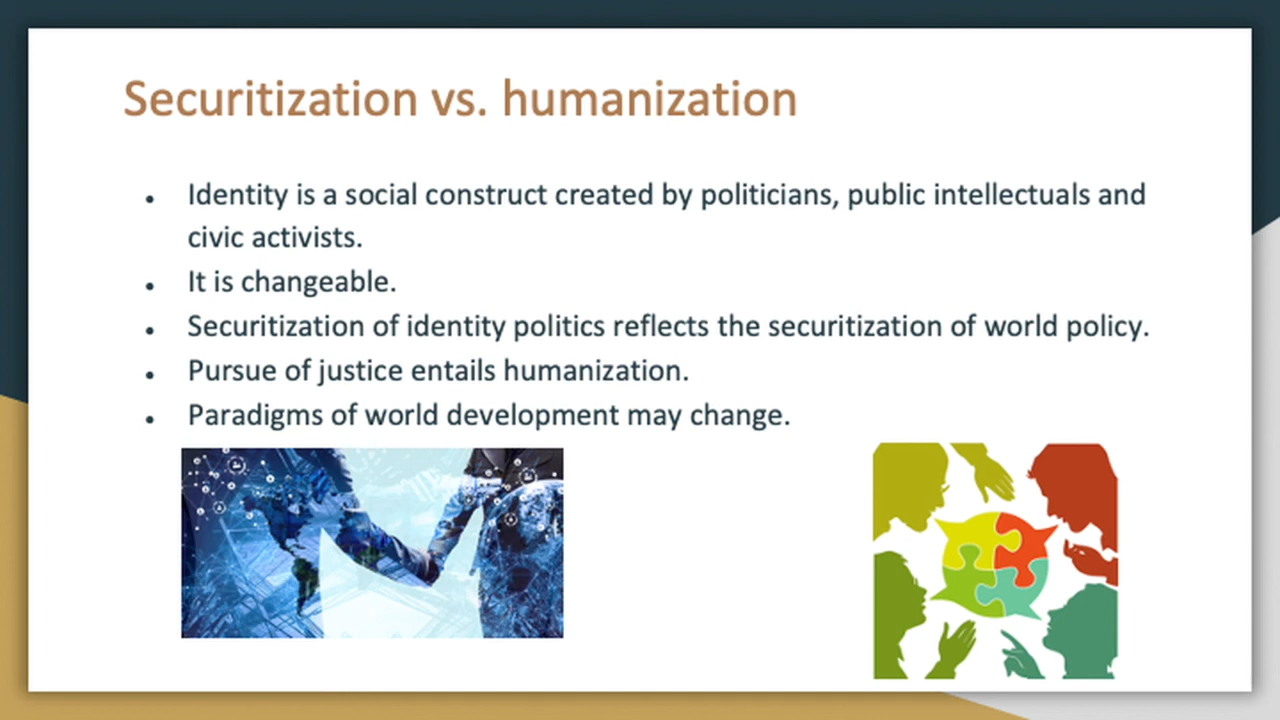 Securitization vs. humanization
• Identity is a social construct created by politicians, public intellectuals and
civic activists.
• It is changeable.
• Securitization of identity politics reflects the securitization of world policy.
• Pursue of justice entails humanization.
• Paradigms of world development may change.